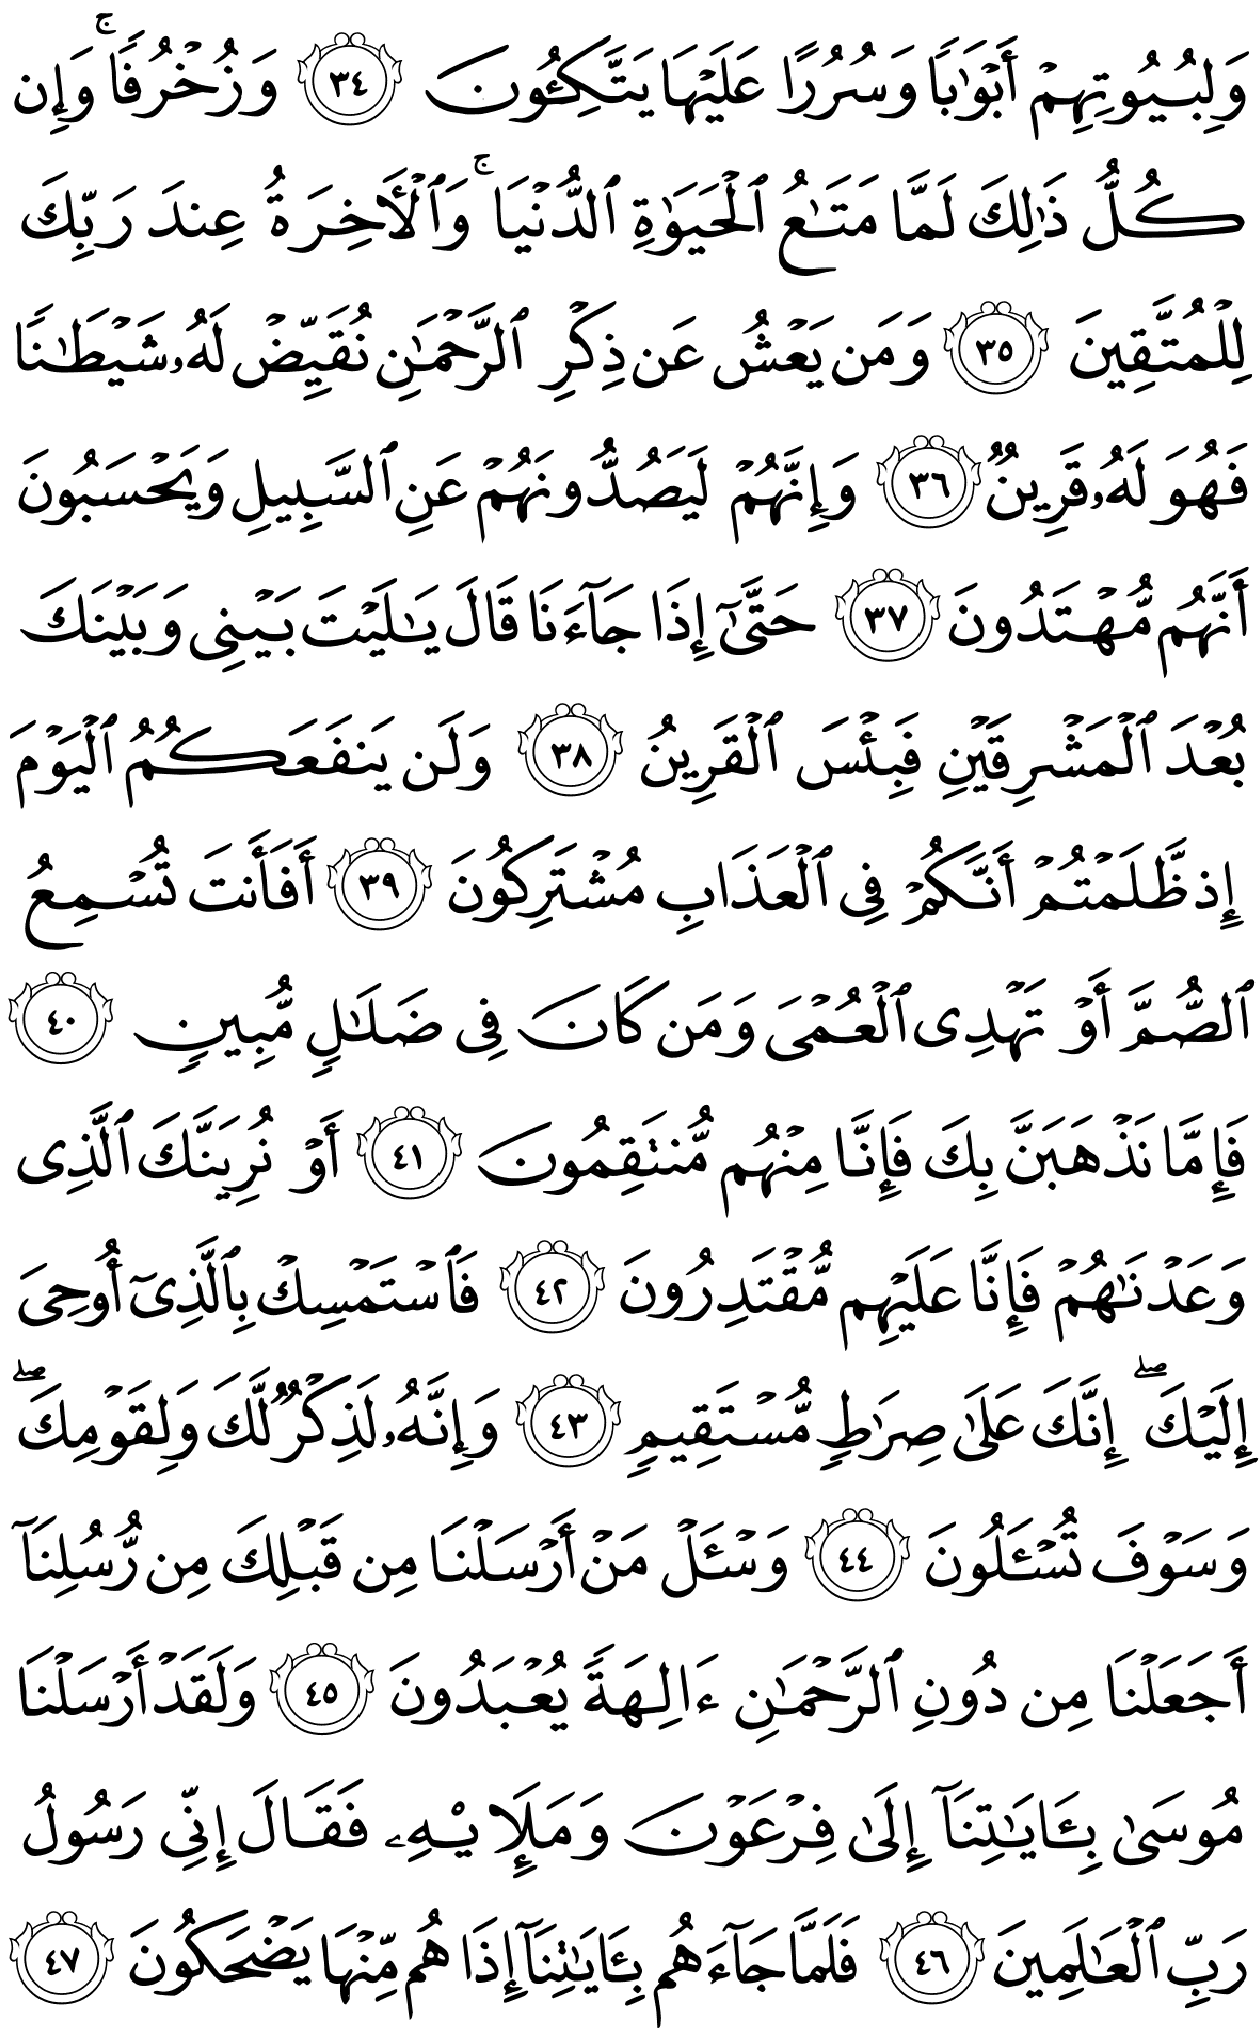 وَلِبُيُوتِهِمْ أَبْوَٰبًا وَسُرُرًا عَلَيْهَا يَتَّكِـُٔونَ ٣٤ وَزُخْرُفًا ۚ وَإِن
كُلُّ ذَٰلِكَ لَمَّا مَتَـٰعُ ٱلْحَيَوٰةِ ٱلدُّنْيَا ۚ وَٱلْـَٔاخِرَةُ عِندَ رَبِّكَ
لِلْمُتَّقِينَ ٣٥ وَمَن يَعْشُ عَن ذِكْرِ ٱلرَّحْمَـٰنِ نُقَيِّضْ لَهُۥ شَيْطَـٰنًا
فَهُوَ لَهُۥ قَرِينٌ ٣٦ وَإِنَّهُمْ لَيَصُدُّونَهُمْ عَنِ ٱلسَّبِيلِ وَيَحْسَبُونَ
أَنَّهُم مُّهْتَدُونَ ٣٧ حَتَّىٰٓ إِذَا جَآءَنَا قَالَ يَـٰلَيْتَ بَيْنِى وَبَيْنَكَ
بُعْدَ ٱلْمَشْرِقَيْنِ فَبِئْسَ ٱلْقَرِينُ ٣٨ وَلَن يَنفَعَكُمُ ٱلْيَوْمَ
إِذ ظَّلَمْتُمْ أَنَّكُمْ فِى ٱلْعَذَابِ مُشْتَرِكُونَ ٣٩ أَفَأَنتَ تُسْمِعُ
ٱلصُّمَّ أَوْ تَهْدِى ٱلْعُمْىَ وَمَن كَانَ فِى ضَلَـٰلٍ مُّبِينٍ ٤٠
فَإِمَّا نَذْهَبَنَّ بِكَ فَإِنَّا مِنْهُم مُّنتَقِمُونَ ٤١ أَوْ نُرِيَنَّكَ ٱلَّذِى
وَعَدْنَـٰهُمْ فَإِنَّا عَلَيْهِم مُّقْتَدِرُونَ ٤٢ فَٱسْتَمْسِكْ بِٱلَّذِىٓ أُوحِىَ
إِلَيْكَ ۖ إِنَّكَ عَلَىٰ صِرَٰطٍ مُّسْتَقِيمٍ ٤٣ وَإِنَّهُۥ لَذِكْرٌ لَّكَ وَلِقَوْمِكَ ۖ
وَسَوْفَ تُسْـَٔلُونَ ٤٤ وَسْـَٔلْ مَنْ أَرْسَلْنَا مِن قَبْلِكَ مِن رُّسُلِنَآ
أَجَعَلْنَا مِن دُونِ ٱلرَّحْمَـٰنِ ءَالِهَةً يُعْبَدُونَ ٤٥ وَلَقَدْ أَرْسَلْنَا
مُوسَىٰ بِـَٔايَـٰتِنَآ إِلَىٰ فِرْعَوْنَ وَمَلَإِيْهِۦ فَقَالَ إِنِّى رَسُولُ
رَبِّ ٱلْعَـٰلَمِينَ ٤٦ فَلَمَّا جَآءَهُم بِـَٔايَـٰتِنَآ إِذَا هُم مِّنْهَا يَضْحَكُونَ ٤٧